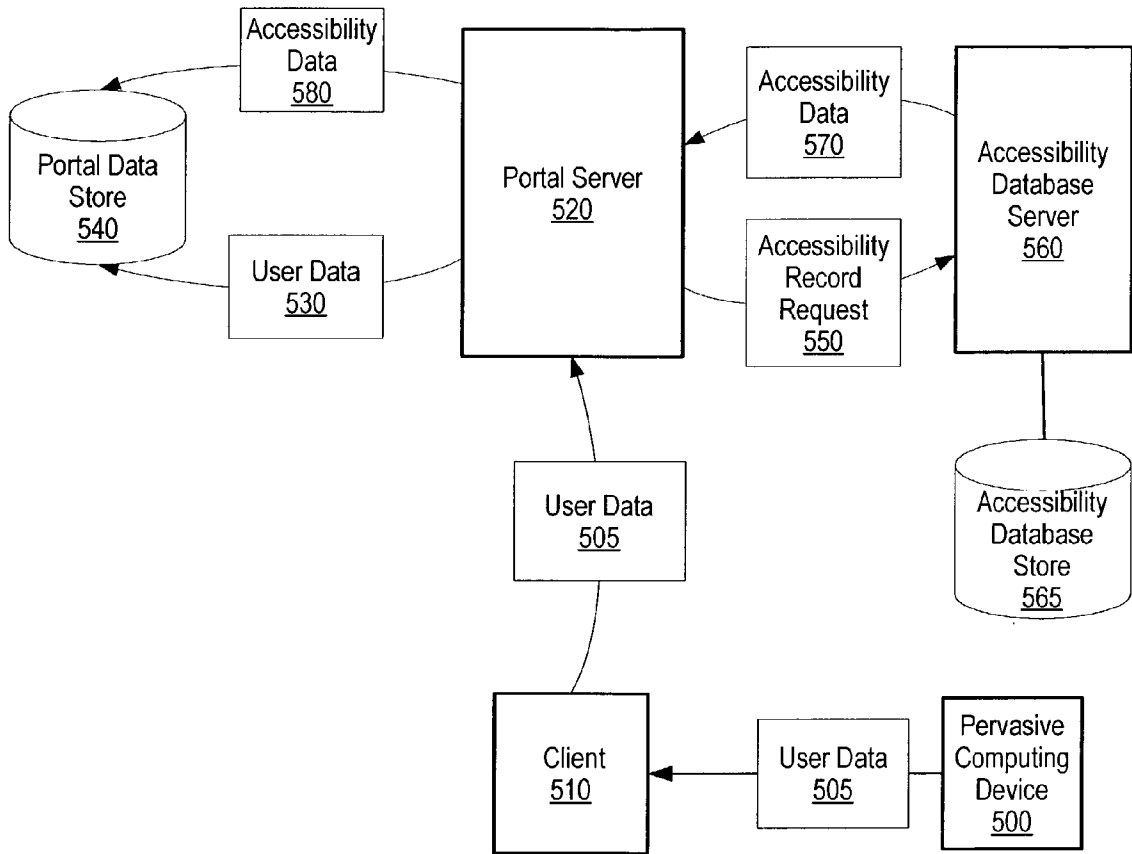 Accessibility
Data
580
Portal Data
Store
540
User Data
530
Portal Server
520
Accessibility
Data
570
Accessibility
Record
Request
550
Accessibility
Database
Server
560
Accessibility
Database
Store
565
User Data
505
Client
510
User Data
505
Pervasive
Computing
Device
500